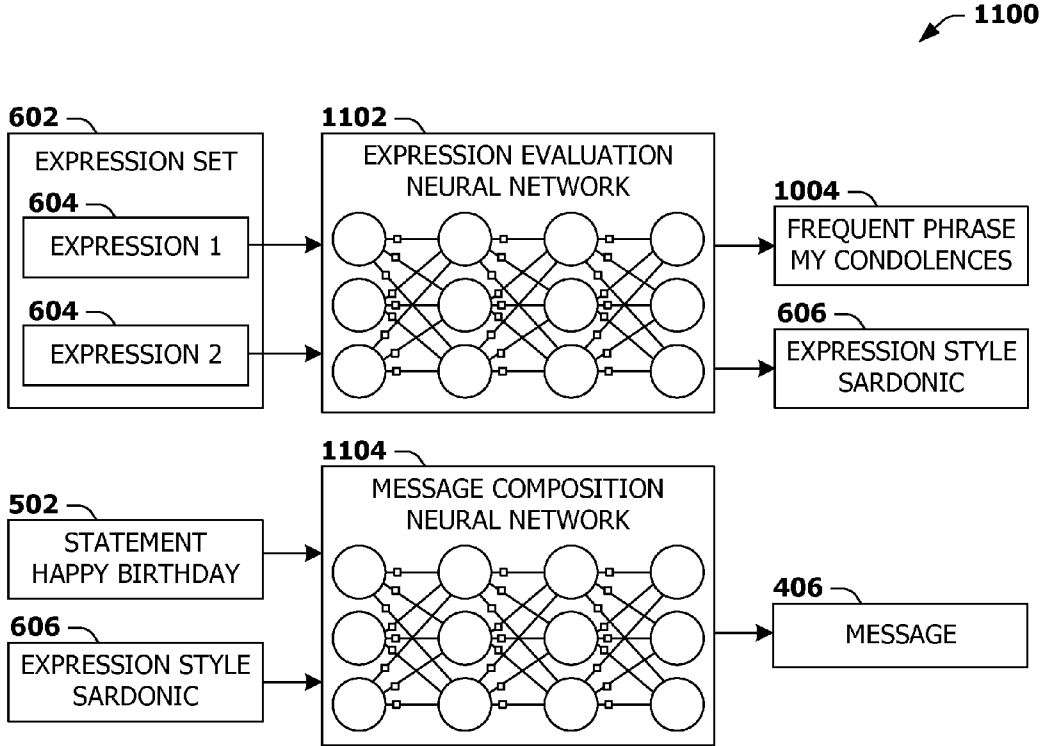 1100
602
EXPRESSION SET
604
EXPRESSION 1
604
EXPRESSION 2
1102
EXPRESSION EVALUATION
NEURAL NETWORK
1004
FREQUENT PHRASE
MY CONDOLENCES
606
EXPRESSION STYLE
SARDONIC
502
STATEMENT
HAPPY BIRTHDAY
606
EXPRESSION STYLE
SARDONIC
1104
MESSAGE COMPOSITION
NEURAL NETWORK
406
MESSAGE